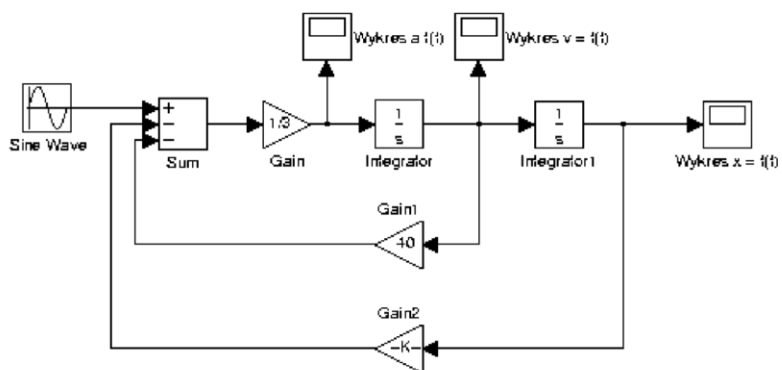 Wykres a f(t)
Wykres v = f(t)
Sine Wave
+
−
−
Sum
1/3
Gain
1
s
Integrator
1
s
Integrator1
Wykres x = f(t)
Gain1
40
Gain2
-K-